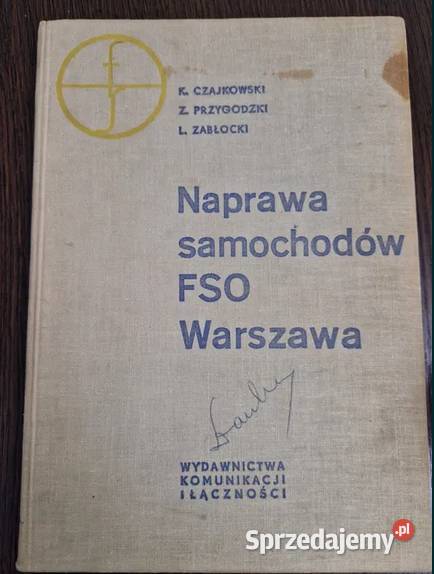 K. CZAJKOWSKI
Z. PRZYGODZKI
L. ZABŁOCKI
Naprawa
samochodów
FSO
Warszawa
WYDAWNICTWA
KOMUNIKACJI
I ŁĄCZNOŚCI
Sprzedajemy.pl